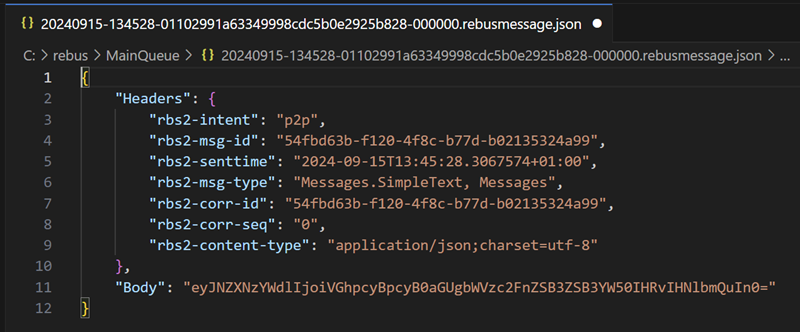 20240915-134528-01102991a63349998cdc5b0e2925b828-000000.rebusmessage.json
C: > rebus > MainQueue > {} 20240915-134528-01102991a63349998cdc5b0e2925b828-000000.rebusmessage.json > ...
1 {
2 "Headers": {
3 "rbs2-intent": "p2p",
4 "rbs2-msg-id": "54fbd63b-f120-4f8c-b77d-b02135324a99",
5 "rbs2-senttime": "2024-09-15T13:45:28.3067574+01:00",
6 "rbs2-msg-type": "Messages.SimpleText, Messages",
7 "rbs2-corr-id": "54fbd63b-f120-4f8c-b77d-b02135324a99",
8 "rbs2-corr-seq": "0",
9 "rbs2-content-type": "application/json;charset=utf-8"
10 },
11 "Body": "eyJNZXNzYWdlIjoiVGhpcyBpcyB0aGUgbWVzc2FnZSB3ZSB3YW50IHRvIHNlbmQuIn0="
12 }